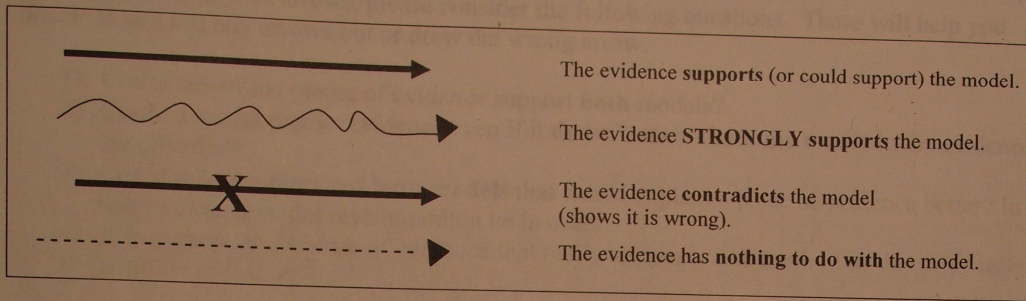 The evidence supports (or could support) the model.
The evidence STRONGLY supports the model.
X
The evidence contradicts the model
(shows it is wrong).
The evidence has nothing to do with the model.